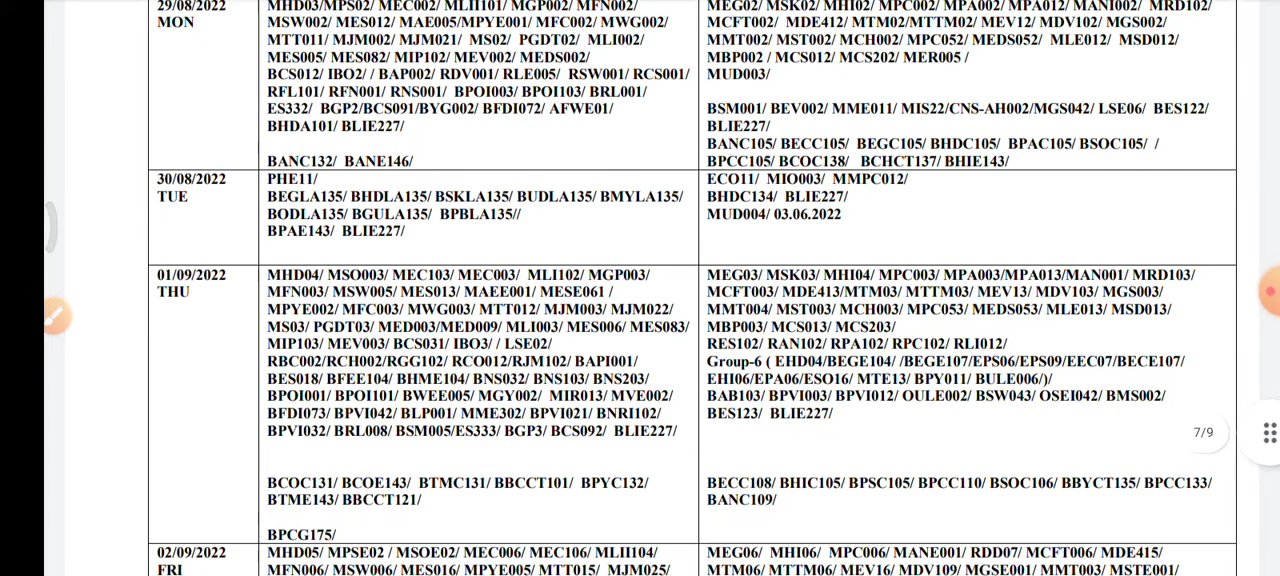 29/08/2022
MON
MHD03/MPS02/ MEC002/ MLII101/ MGP002/ MFN002/
MSW002/ MES012/ MAE005/MPYE001/ MFC002/ MWG002/
MTT011/ MJM002/ MJM021/ MS02/ PGDT02/ MLI002/
MES005/ MES082/ MIP102/ MEV002/ MEDS002/
BCS012/ IBO2/ / BAP002/ RDV001/ RLE005/ RSW001/ RCS001/
RFL101/ RFN001/ RNS001/ BPOI003/ BPOI103/ BRL001/
ES332/ BGP2/BCS091/BYG002/ BFDI072/ AFWE01/
BHDA101/ BLIE227/
BANC132/ BANE146/
MEG02/ MSK02/ MHI02/ MPC002/ MPA002/ MPA012/ MANI002/ MRD102/
MCFT002/ MDE412/ MTM02/MTTM02/ MEV12/ MDV102/ MGS002/
MMT002/ MST002/ MCH002/ MPC052/ MEDS052/ MLE012/ MSD012/
MBP002 / MCS012/ MCS202/ MER005 /
MUD003/
BSM001/ BEV002/ MME011/ MIS22/CNS-AH002/MGS042/ LSE06/ BES122/
BLIE227/
BANC105/ BECC105/ BEGC105/ BHDC105/ BPAC105/ BSOC105/ /
BPCC105/ BCOC138/ BCHCT137/ BHIE143/
30/08/2022
TUE
PHE11/
BEGLA135/ BHDLA135/ BSKLA135/ BUDLA135/ BMYLA135/
BODLA135/ BGULA135/ BPBLA135//
BPAE143/ BLIE227/
ECO11/ MIO003/ MMPC012/
BHDC134/ BLIE227/
MUD004/ 03.06.2022
01/09/2022
THU
MHD04/ MSO003/ MEC103/ MEC003/ MLI102/ MGP003/
MFN003/ MSW005/ MES013/ MAEE001/ MESE061 /
MPYE002/ MFC003/ MWG003/ MTT012/ MJM003/ MJM022/
MS03/ PGDT03/ MED003/MED009/ MLI003/ MES006/ MES083/
MIP103/ MEV003/ BCS031/ IBO3/ / LSE02/
RBC002/RCH002/RGG102/ RCO012/RJM102/ BAPI001/
BES018/ BFEE104/ BHME104/ BNS032/ BNS103/ BNS203/
BPOI001/ BPOI101/ BWEE005/ MGY002/ MIR013/ MVE002/
BFDI073/ BPVI042/ BLP001/ MME302/ BPVI021/ BNRI102/
BPVI032/ BRL008/ BSM005/ES333/ BGP3/ BCS092/ BLIE227/
BCOC131/ BCOE143/ BTMC131/ BBCCT101/ BPYC132/
BTME143/ BBCCT121/
BPCG175/
MEG03/ MSK03/ MHI04/ MPC003/ MPA003/MPA013/MAN001/ MRD103/
MCFT003/ MDE413/MTM03/ MTTM03/ MEV13/ MDV103/ MGS003/
MMT004/ MST003/ MCH003/ MPC053/ MEDS053/ MLE013/ MSD013/
MBP003/ MCS013/ MCS203/
RES102/ RAN102/ RPA102/ RPC102/ RLI012/
Group-6 ( EHD04/BEGE104/ /BEGE107/EPS06/EPS09/EEC07/BECE107/
EHI06/EPA06/ESO16/ MTE13/ BPY011/ BULE006/)/
BAB103/ BPVI003/ BPVI012/ OULE002/ BSW043/ OSEI042/ BMS002/
BES123/ BLIE227/
BECC108/ BHIC105/ BPSC105/ BPCC110/ BSOC106/ BBYCT135/ BPCC133/
BANC109/
7/9
02/09/2022
FRI
MHD05/ MPSE02 / MSOE02/ MEC006/ MEC106/ MLII104/
MFN006/ MSW006/ MES016/ MPYE005/ MTT015/ MJM025/
MEG06/ MHI06/ MPC006/ MANE001/ RDD07/ MCFT006/ MDE415/
MTM06/ MTTM06/ MEV16/ MDV109/ MGSE001/ MMT003/ MSTE001/